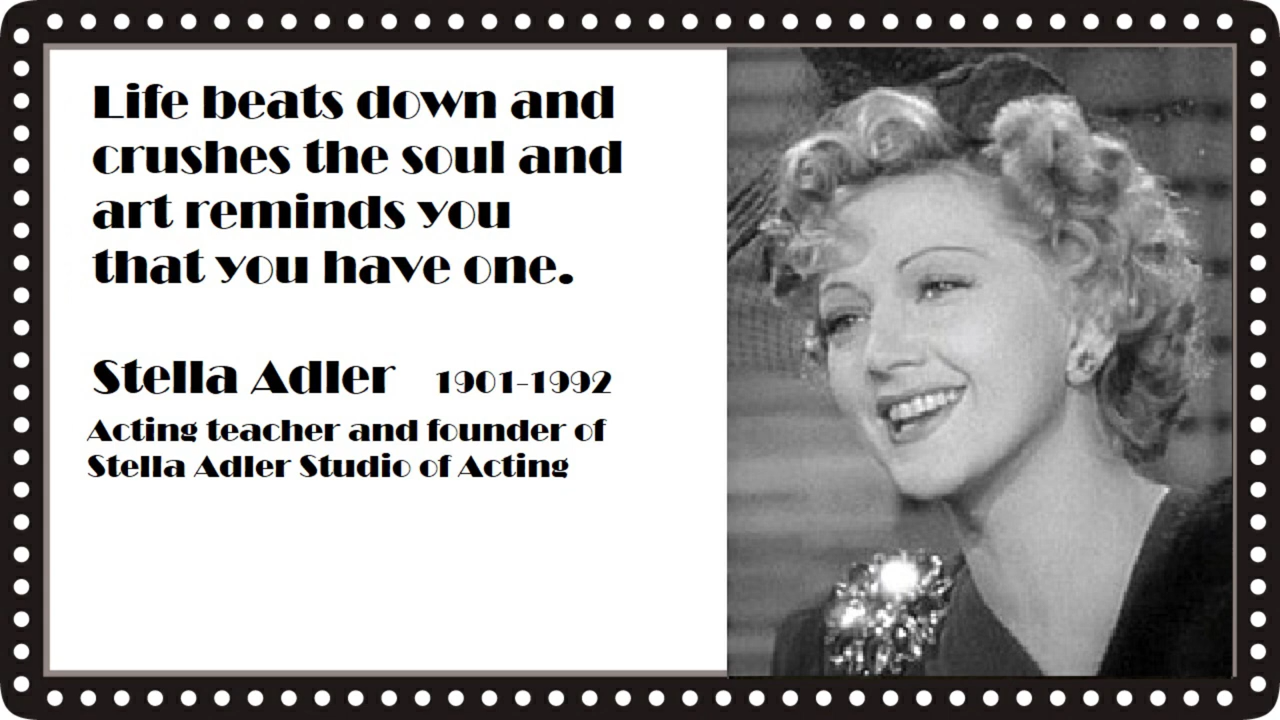 Life beats down and
crushes the soul and
art reminds you
that you have one.
Stella Adler 1901-1992
Acting teacher and founder of
Stella Adler Studio of Acting